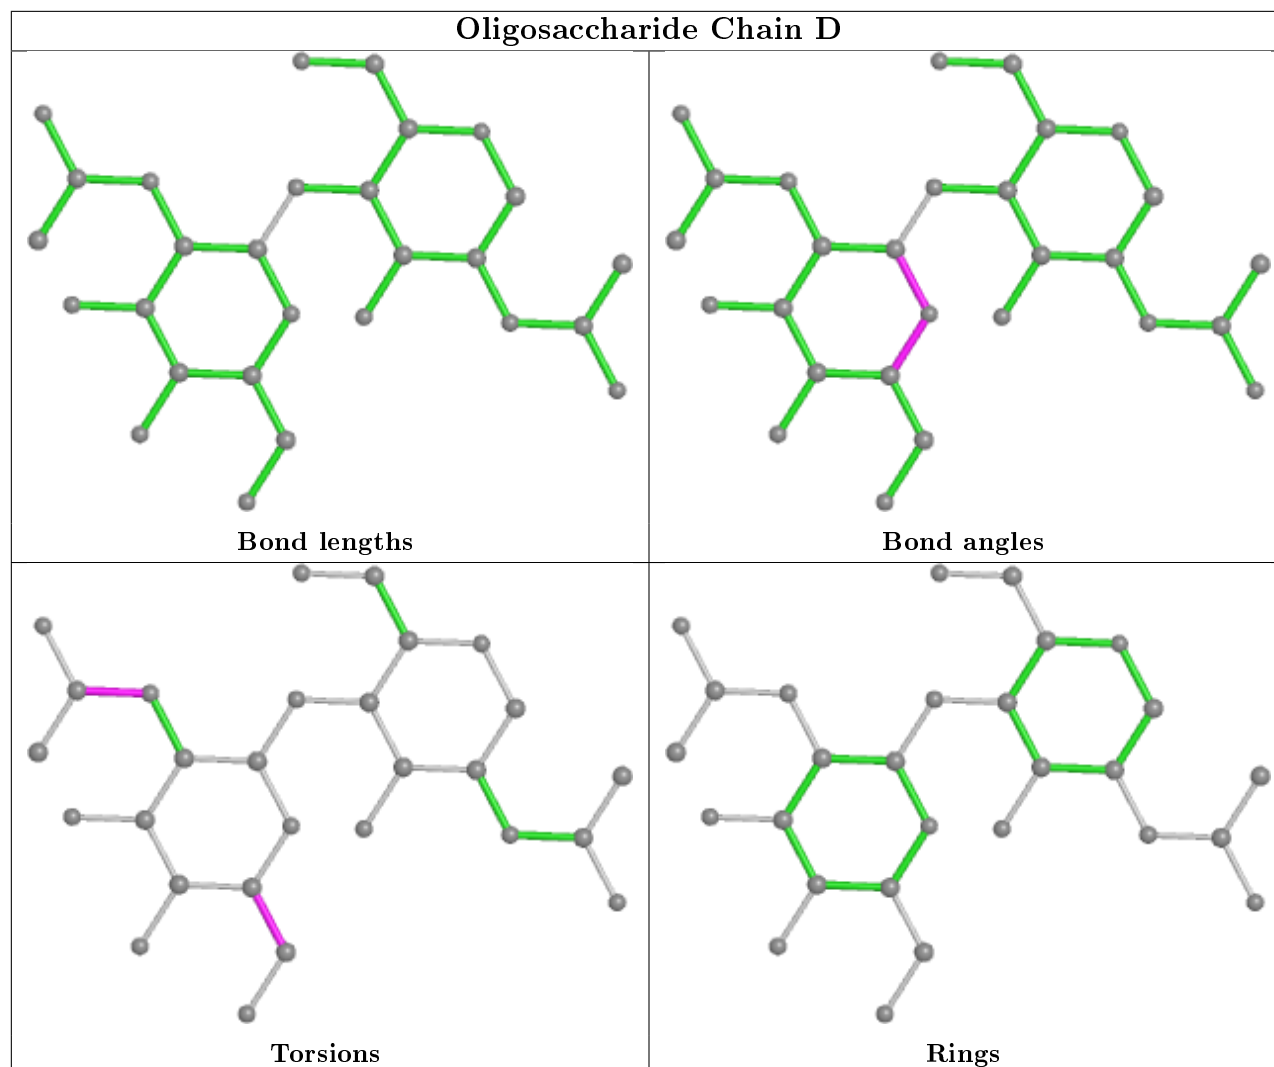 Oligosaccharide Chain D
Bond lengths
Bond angles
Torsions
Rings